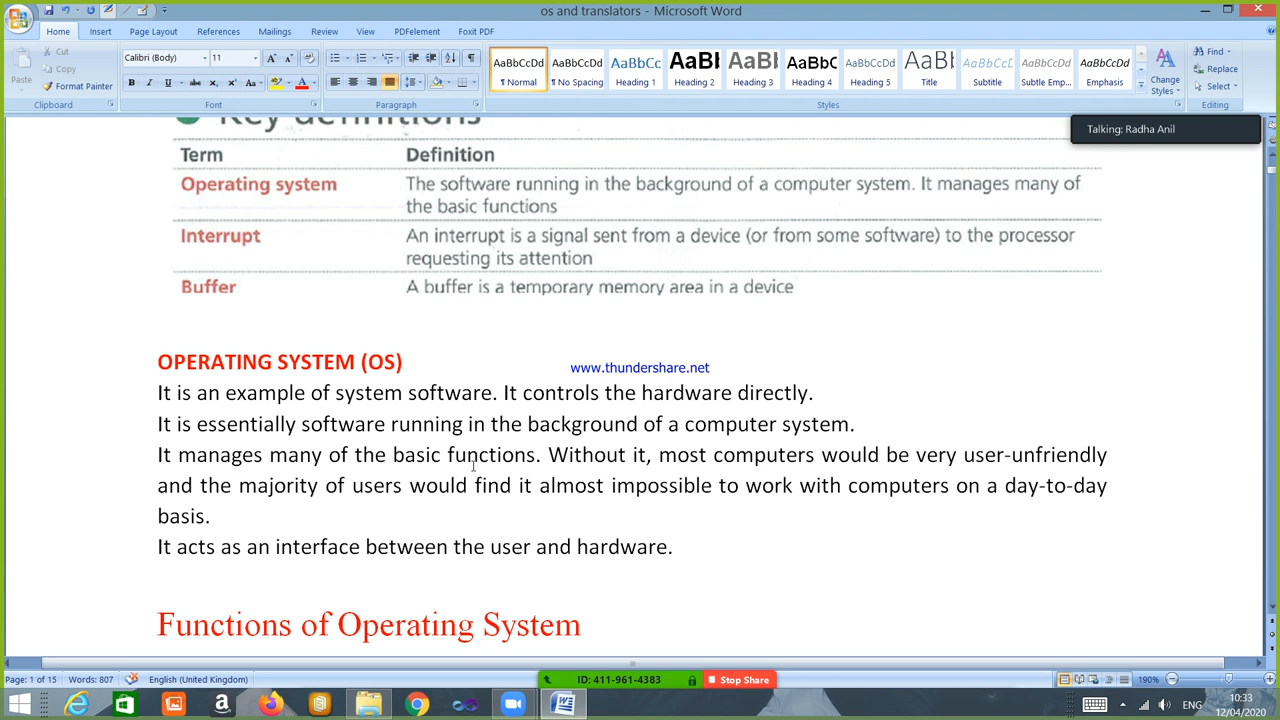 os and translators - Microsoft Word
Home Insert Page Layout References Mailings Review View PDFelement Foxit PDF
Paste
Cut
Copy
Format Painter
Clipboard
Calibri (Body) 11
Font
Paragraph
AaBbCcDd AaBbCcDd AaBbCc AaBb AaBbC AaBbC AaBbCcDd AaB AaBbCcD AaBbCcD AaBbCcDd
¶ Normal ¶ No Spacing Heading 1 Heading 2 Heading 3 Heading 4 Heading 5 Title Subtitle Subtle Emp... Emphasis
Change Styles
Styles
Find
Replace
Select
Editing
Talking: Radha Anil
Key definitions
Term Definition
Operating system The software running in the background of a computer system. It manages many of
the basic functions
Interrupt An interrupt is a signal sent from a device (or from some software) to the processor
requesting its attention
Buffer A buffer is a temporary memory area in a device
OPERATING SYSTEM (OS)
www.thundershare.net
It is an example of system software. It controls the hardware directly.
It is essentially software running in the background of a computer system.
It manages many of the basic functions. Without it, most computers would be very user-unfriendly
and the majority of users would find it almost impossible to work with computers on a day-to-day
basis.
It acts as an interface between the user and hardware.
Functions of Operating System
Page: 1 of 15 Words: 807 English (United Kingdom) ID: 411-961-4383 Stop Share 190%
ENG
10:33
12/04/2020